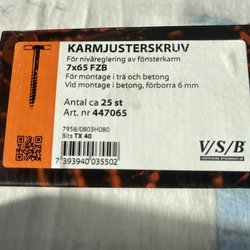 KARMJUSTERSKRUV
För nivåreglering av fönsterkarm
7x65 FZB
För montage i trä och betong
Vid montage i betong, förborra 6 mm
Antal ca 25 st
Art. nr 447065
7958/0803H080
Bits TX 40
7 393940 035502
V/S/B